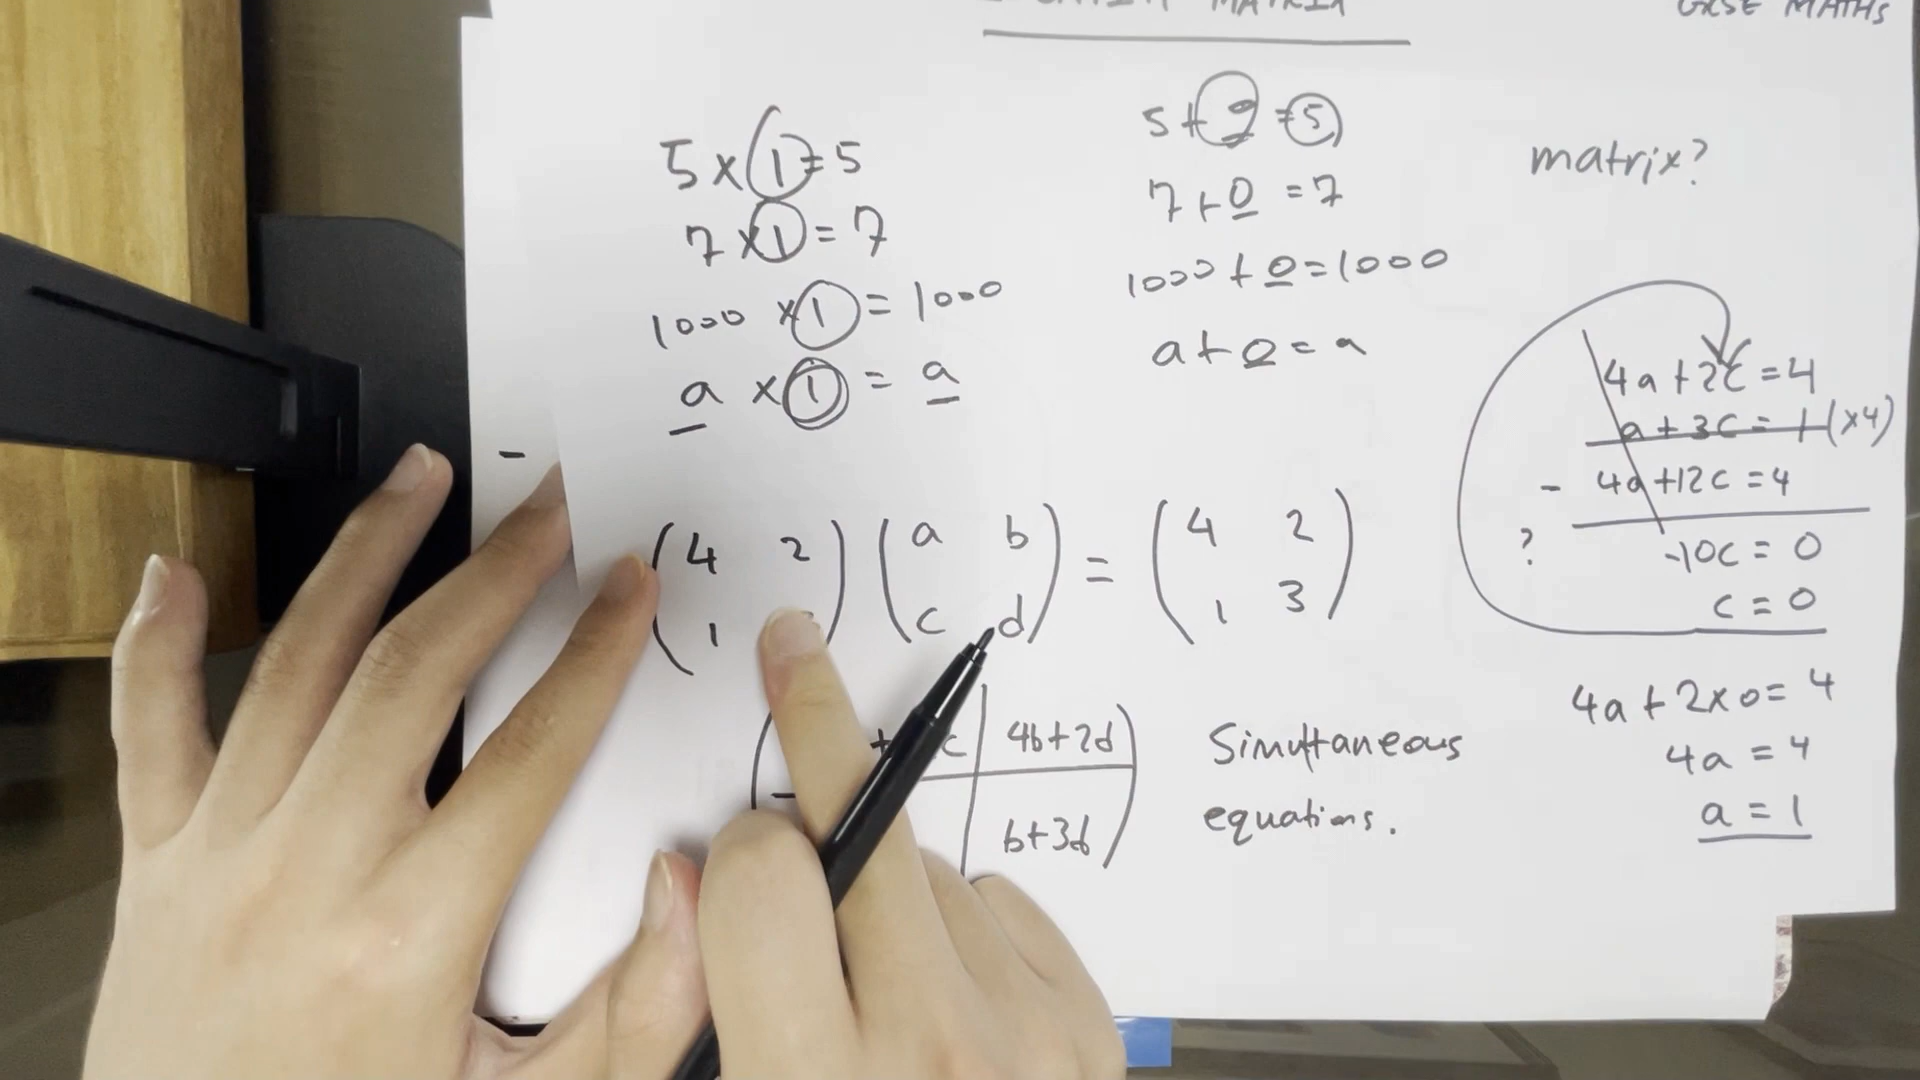 MATRIX
GCSE MATHS
5 × 1 = 5
7 × 1 = 7
1000 × 1 = 1000
a × 1 = a
5 + 0 = 5
7 + 0 = 7
1000 + 0 = 1000
a + 0 = a
matrix?
4a + 2c = 4
a + 3c = 1 (×4)
- 4a + 12c = 4
?
-10c = 0
c = 0
4a + 2×0 = 4
4a = 4
a = 1
( 4 2 ) ( a b ) = ( 4 2 )
1 c d 1 3
+ c 4b+2d
b+3d
Simultaneous
equations.